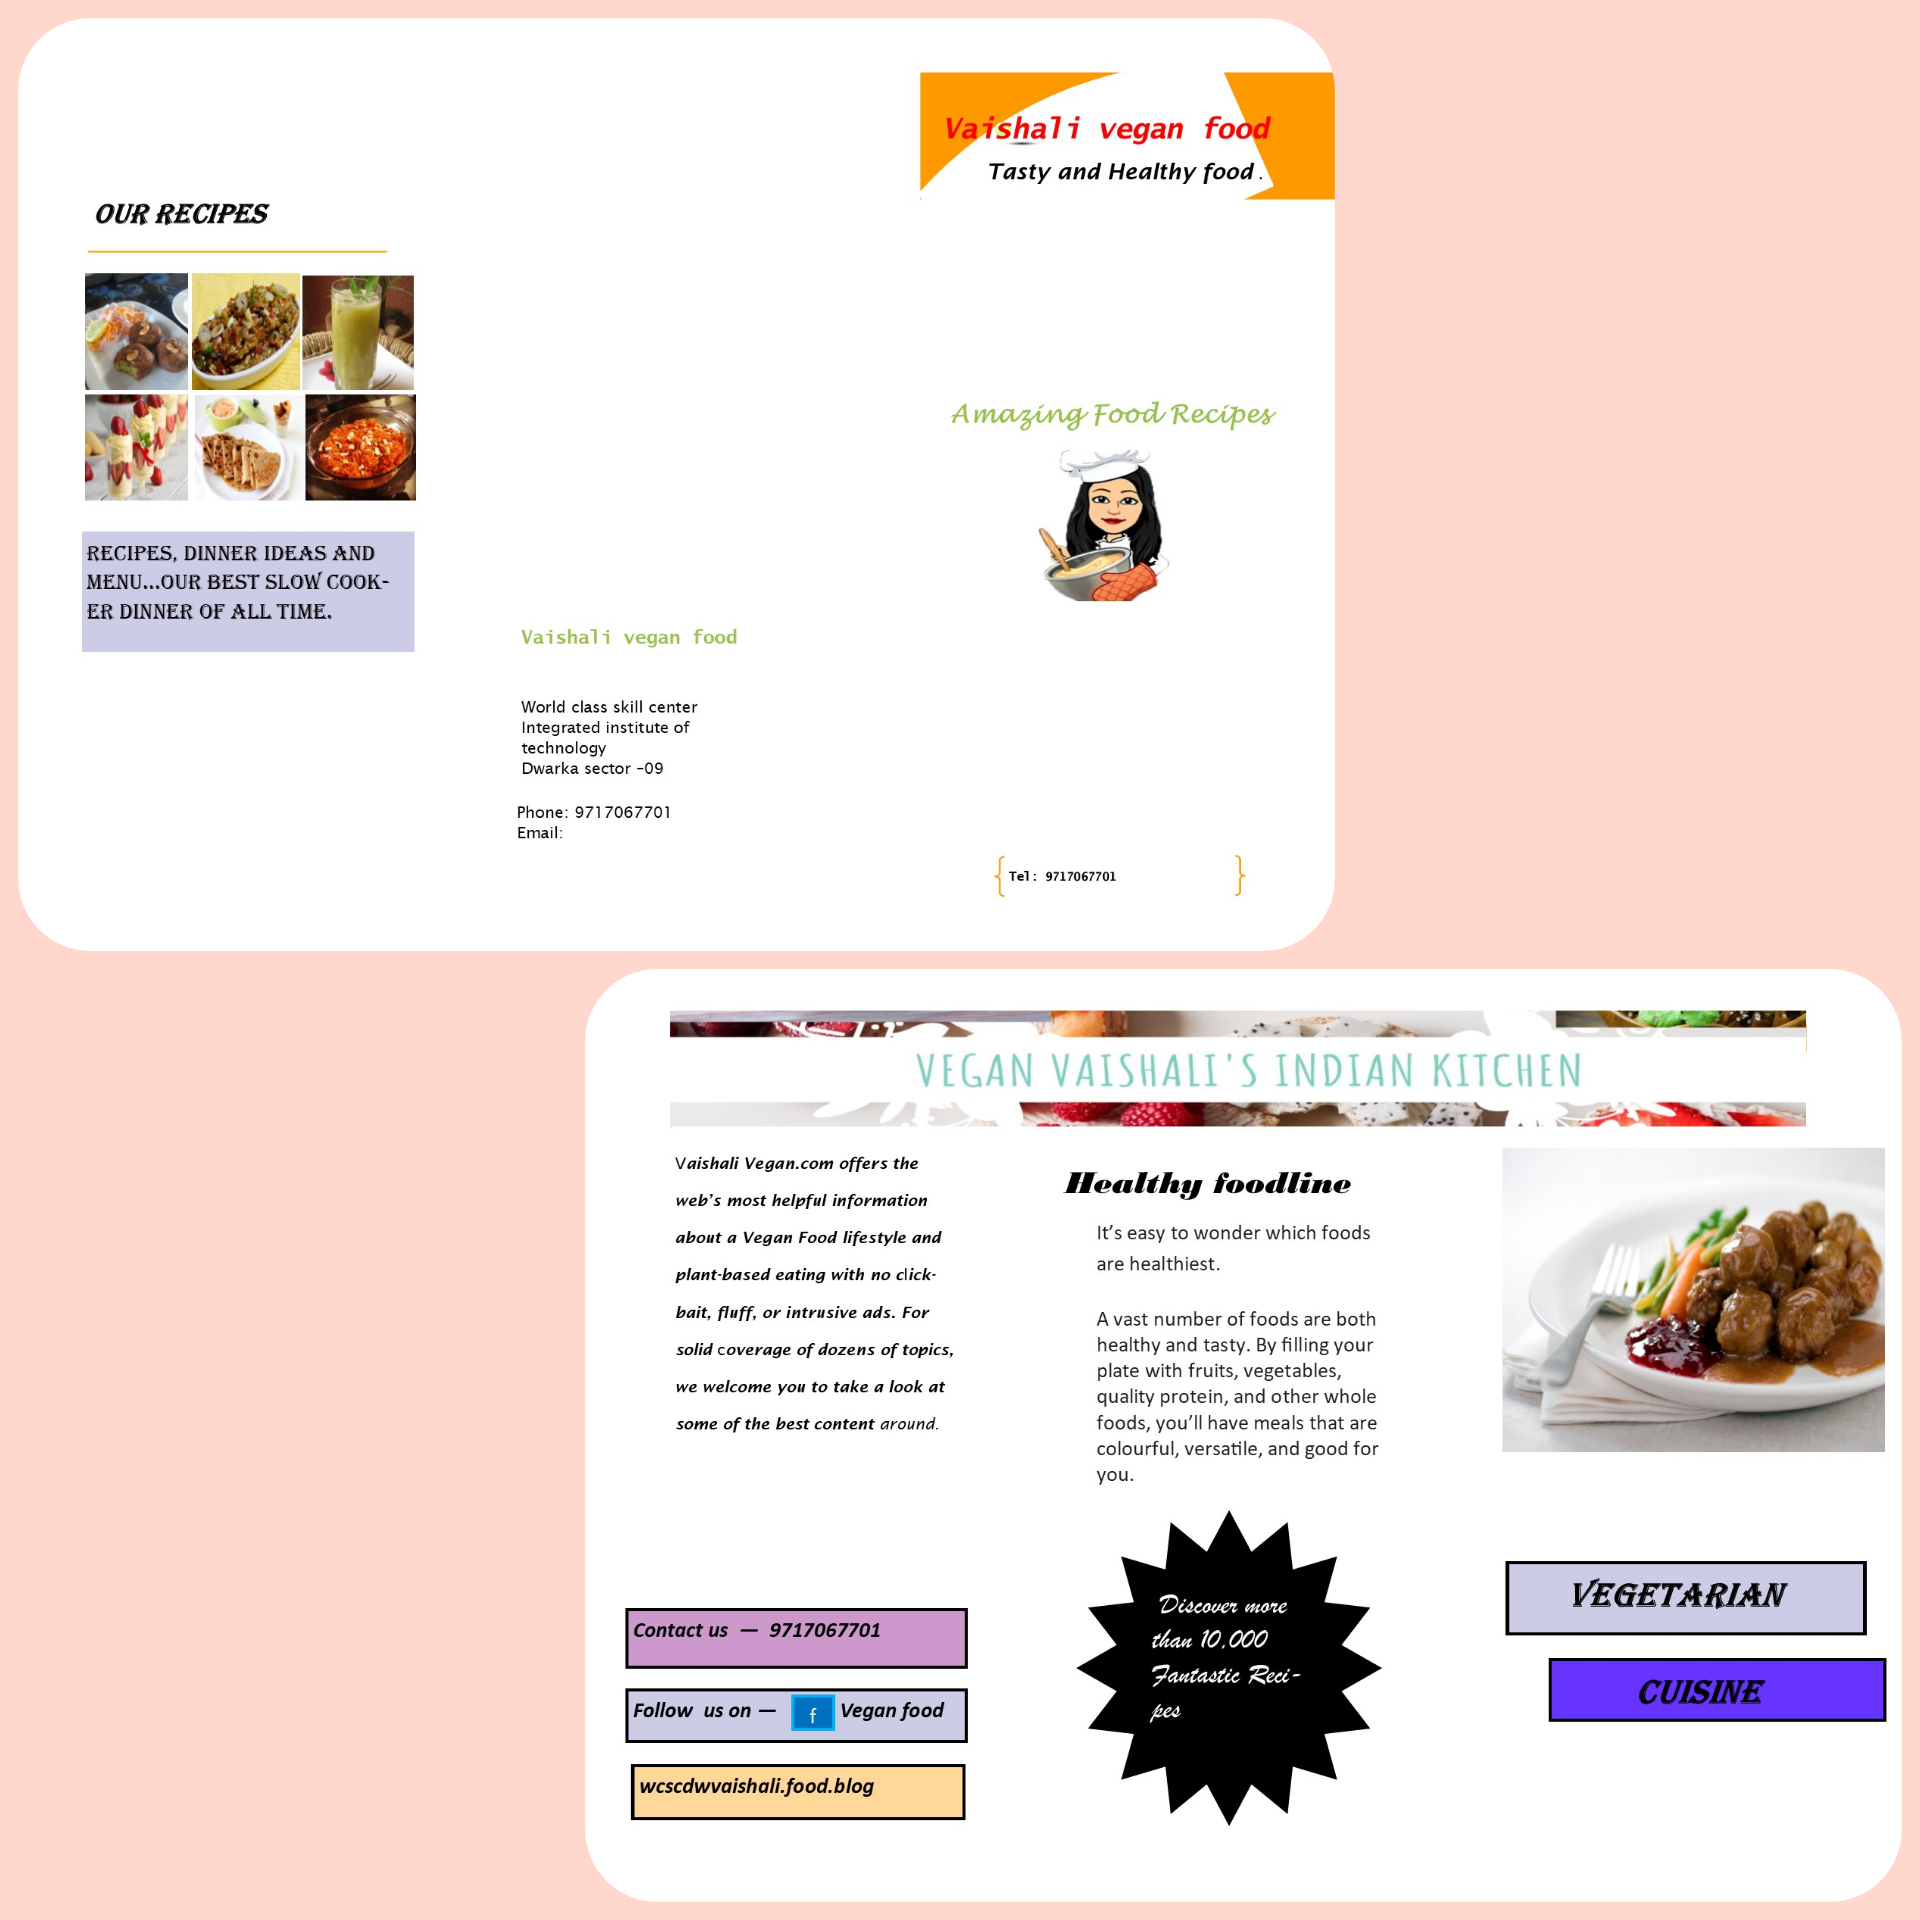 Vaishali vegan food
Tasty and Healthy food .
OUR RECIPES
RECIPES, DINNER IDEAS AND
MENU...OUR BEST SLOW COOK-
ER DINNER OF ALL TIME.
Vaishali vegan food
World class skill center
Integrated institute of
technology
Dwarka sector -09
Phone: 9717067701
Email:
Amazing Food Recipes
Tel: 9717067701
VEGAN VAISHALI'S INDIAN KITCHEN
Vaishali Vegan.com offers the
web's most helpful information
about a Vegan Food lifestyle and
plant-based eating with no click-
bait, fluff, or intrusive ads. For
solid coverage of dozens of topics,
we welcome you to take a look at
some of the best content around.
Contact us — 9717067701
Follow us on — f Vegan food
wcscdwvaishali.food.blog
Healthy foodline
It's easy to wonder which foods
are healthiest.
A vast number of foods are both
healthy and tasty. By filling your
plate with fruits, vegetables,
quality protein, and other whole
foods, you'll have meals that are
colourful, versatile, and good for
you.
Discover more
than 10,000
Fantastic Reci-
pes
VEGETARIAN
CUISINE